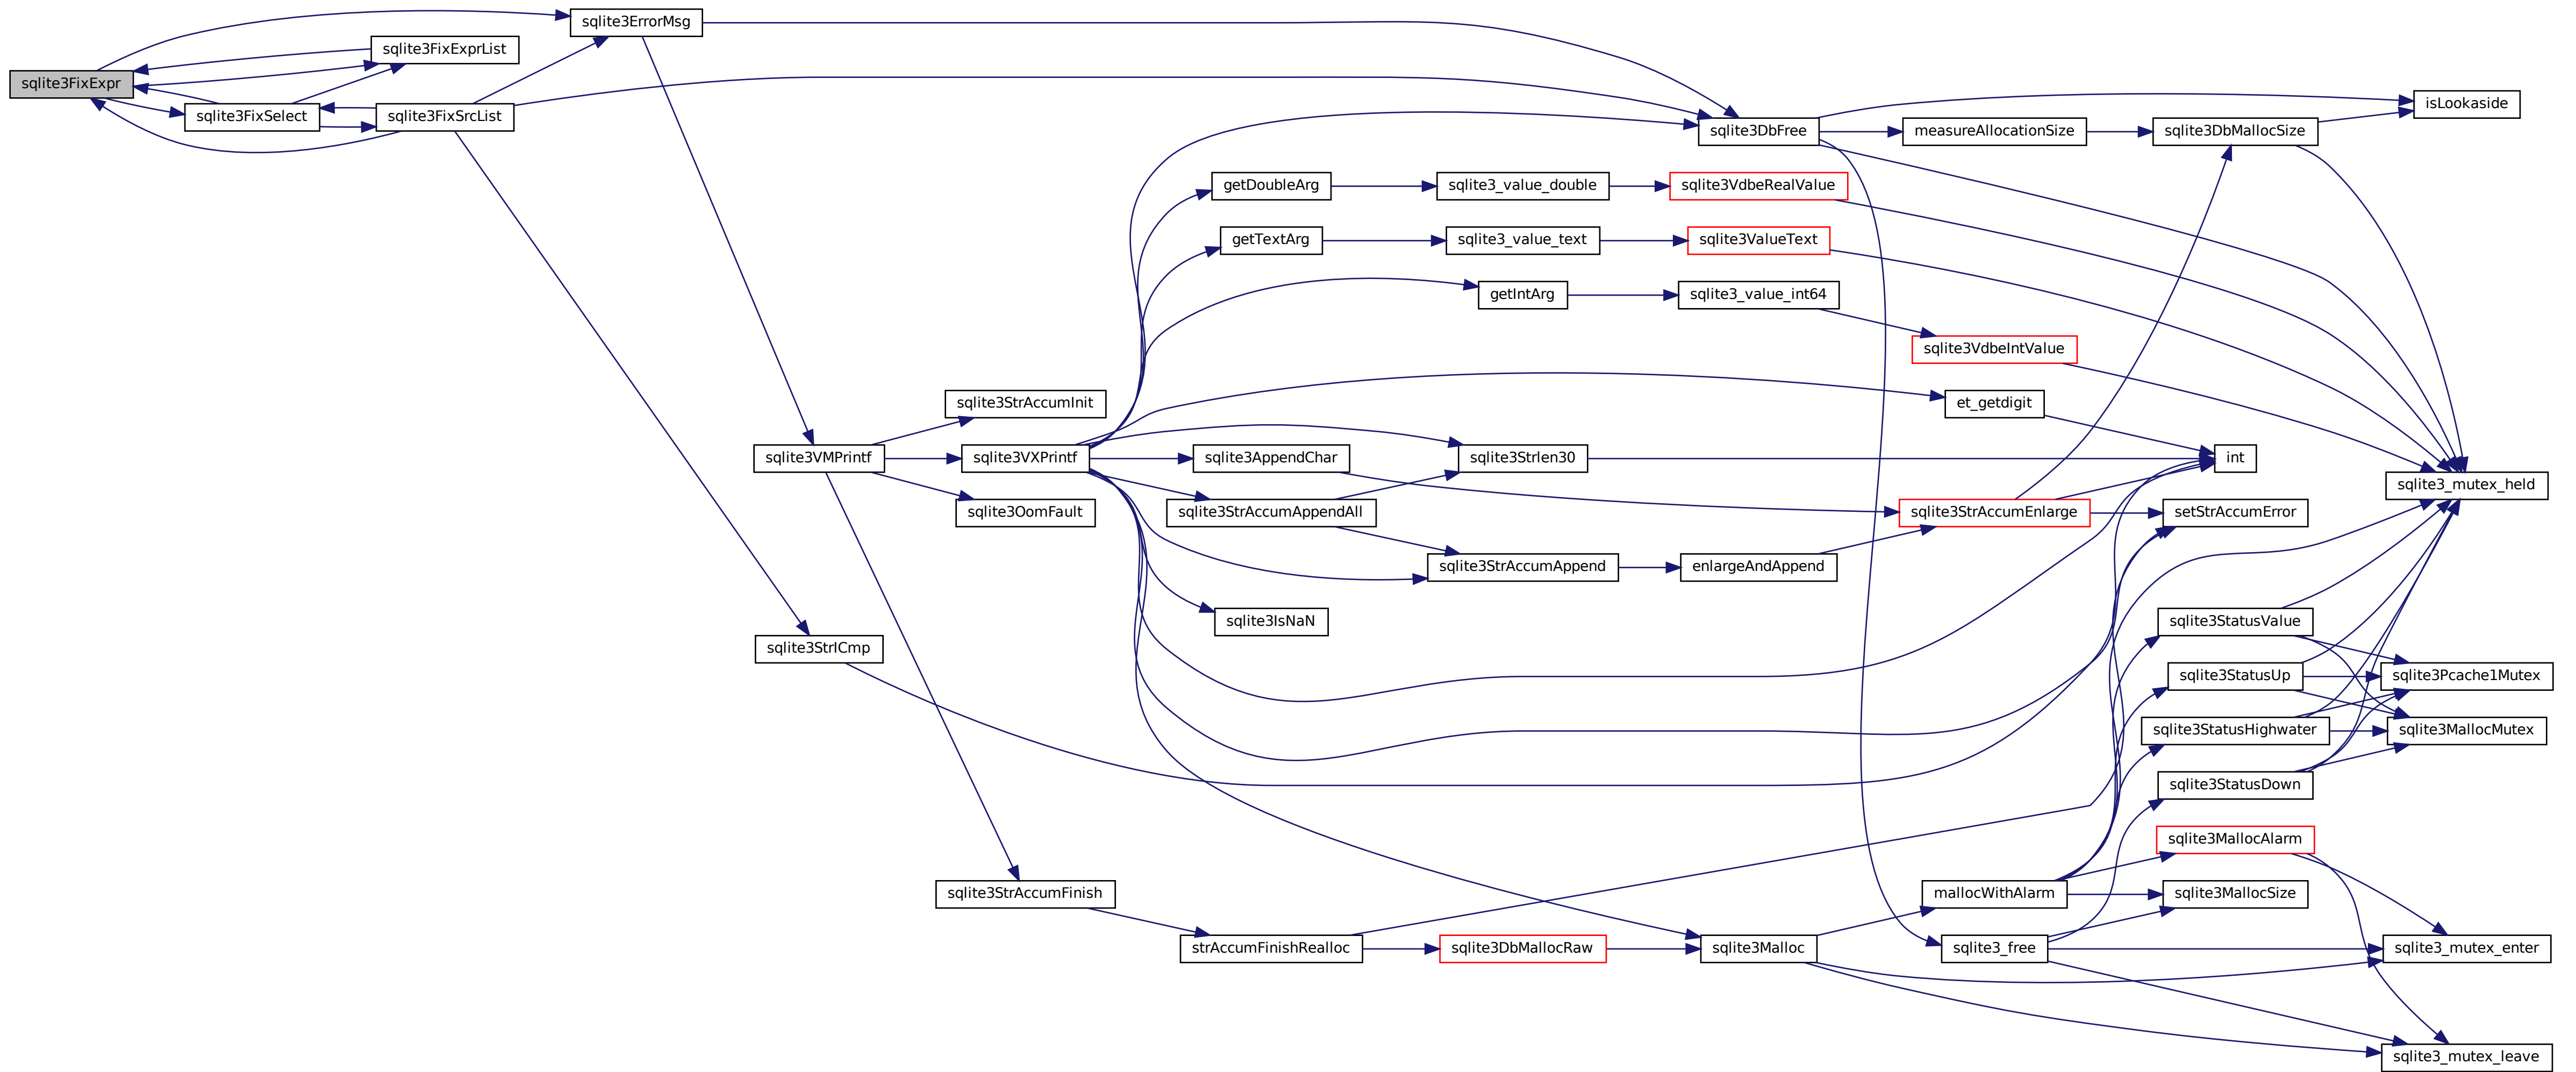 sqlite3FixExpr
sqlite3FixExprList
sqlite3FixSelect
sqlite3FixSrcList
sqlite3ErrorMsg
sqlite3StrICmp
sqlite3VMPrintf
sqlite3StrAccumInit
sqlite3VXPrintf
sqlite3OomFault
sqlite3StrAccumFinish
getDoubleArg
getTextArg
sqlite3AppendChar
sqlite3StrAccumAppendAll
sqlite3IsNaN
strAccumFinishRealloc
sqlite3_value_double
sqlite3_value_text
getIntArg
sqlite3Strlen30
sqlite3StrAccumAppend
sqlite3DbMallocRaw
sqlite3DbFree
sqlite3VdbeRealValue
sqlite3ValueText
sqlite3_value_int64
enlargeAndAppend
sqlite3Malloc
measureAllocationSize
sqlite3VdbeIntValue
et_getdigit
sqlite3StrAccumEnlarge
mallocWithAlarm
sqlite3_free
sqlite3DbMallocSize
int
setStrAccumError
sqlite3StatusValue
sqlite3StatusUp
sqlite3StatusHighwater
sqlite3StatusDown
sqlite3MallocAlarm
sqlite3MallocSize
isLookaside
sqlite3_mutex_held
sqlite3Pcache1Mutex
sqlite3MallocMutex
sqlite3_mutex_enter
sqlite3_mutex_leave